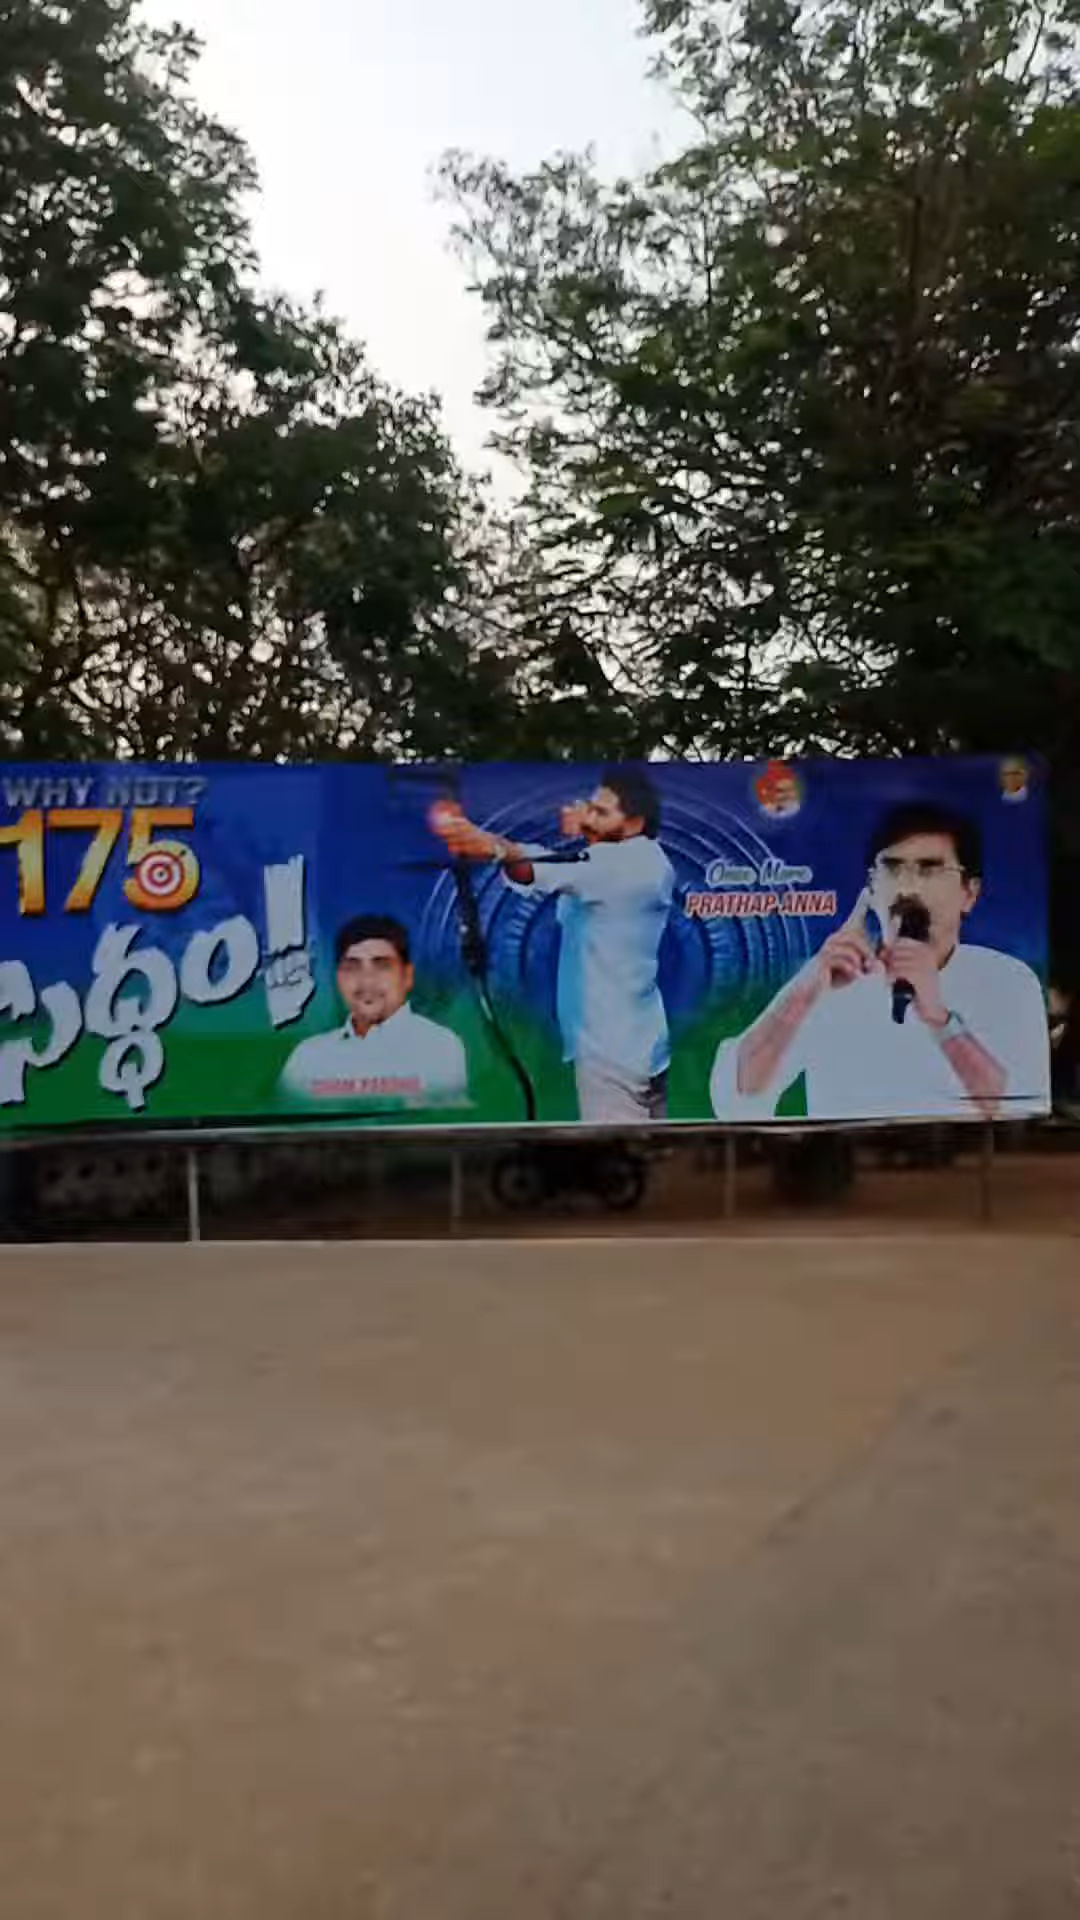 WHY NOT?
175
సిద్ధం!
Once More
PRATHAP ANNA